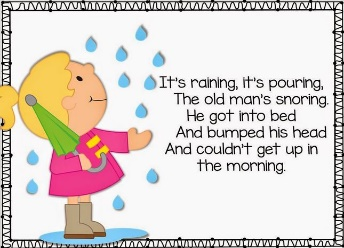 It's raining, it's pouring,
The old man's snoring.
He got into bed
And bumped his head
And couldn't get up in
the morning.